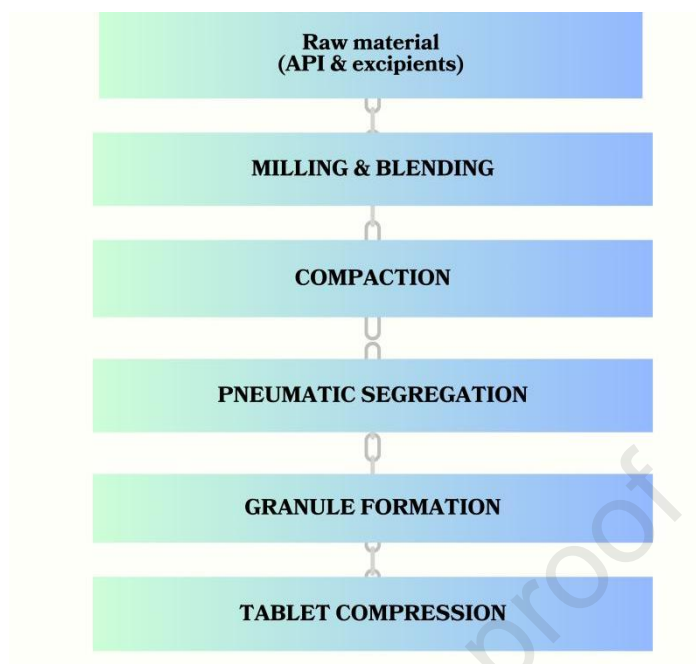 Raw material
(API & excipients)
MILLING & BLENDING
COMPACTION
PNEUMATIC SEGREGATION
GRANULE FORMATION
TABLET COMPRESSION
proof